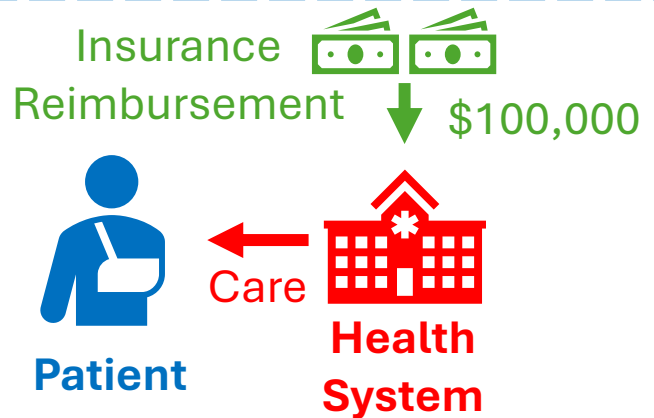 Insurance
Reimbursement
$100,000
Care
Patient
Health
System